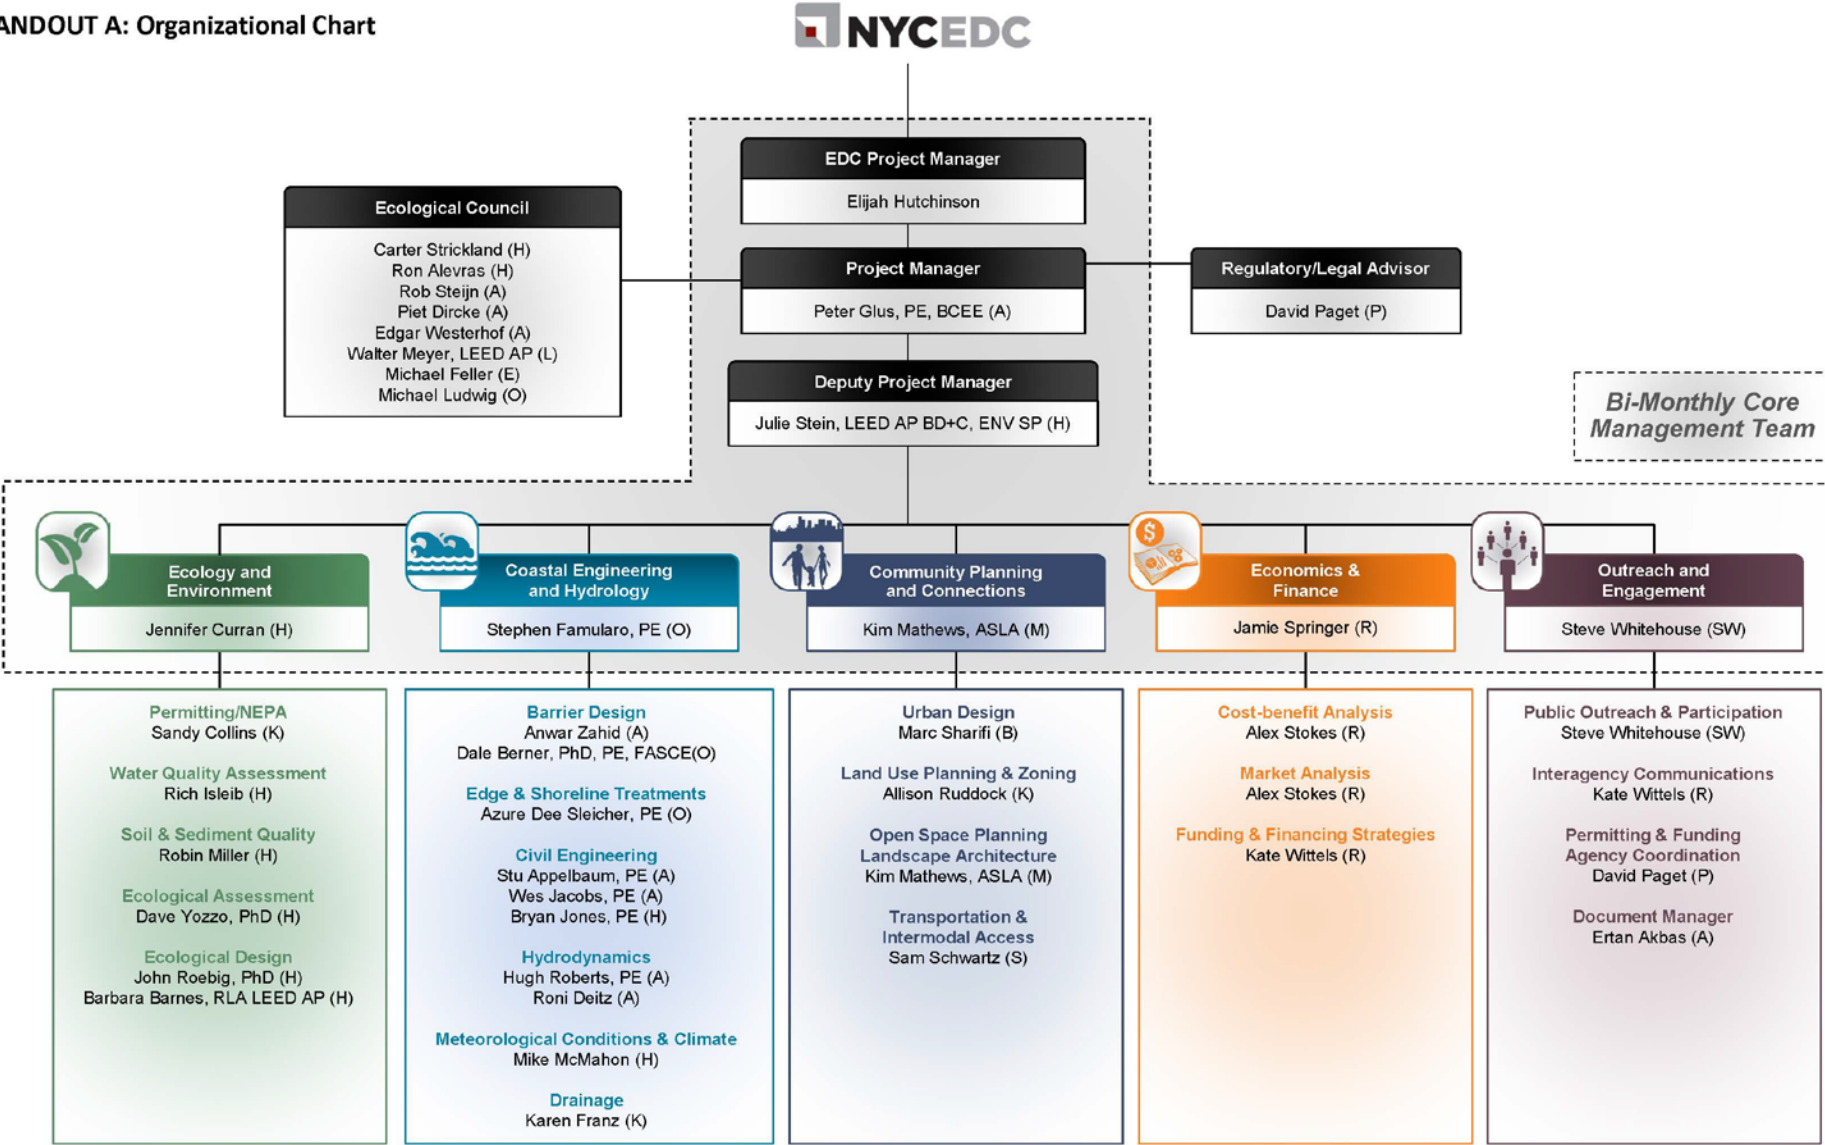 ANDOUT A: Organizational Chart
NYCEDC
EDC Project Manager
Elijah Hutchinson
Ecological Council
Carter Strickland (H)
Ron Alevras (H)
Rob Steijn (A)
Piet Dircke (A)
Edgar Westerhof (A)
Walter Meyer, LEED AP (L)
Michael Feller (E)
Michael Ludwig (O)
Project Manager
Peter Glus, PE, BCEE (A)
Regulatory/Legal Advisor
David Paget (P)
Deputy Project Manager
Julie Stein, LEED AP BD+C, ENV SP (H)
Bi-Monthly Core
Management Team
Ecology and
Environment
Jennifer Curran (H)
Coastal Engineering
and Hydrology
Stephen Famularo, PE (O)
Community Planning
and Connections
Kim Mathews, ASLA (M)
$
Economics &
Finance
Jamie Springer (R)
Outreach and
Engagement
Steve Whitehouse (SW)
Permitting/NEPA
Sandy Collins (K)
Water Quality Assessment
Rich Isleib (H)
Soil & Sediment Quality
Robin Miller (H)
Ecological Assessment
Dave Yozzo, PhD (H)
Ecological Design
John Roebig, PhD (H)
Barbara Barnes, RLA LEED AP (H)
Barrier Design
Anwar Zahid (A)
Dale Berner, PhD, PE, FASCE(O)
Edge & Shoreline Treatments
Azure Dee Sleicher, PE (O)
Civil Engineering
Stu Appelbaum, PE (A)
Wes Jacobs, PE (A)
Bryan Jones, PE (H)
Hydrodynamics
Hugh Roberts, PE (A)
Roni Deitz (A)
Meteorological Conditions & Climate
Mike McMahon (H)
Drainage
Karen Franz (K)
Urban Design
Marc Sharifi (B)
Land Use Planning & Zoning
Allison Ruddock (K)
Open Space Planning
Landscape Architecture
Kim Mathews, ASLA (M)
Transportation &
Intermodal Access
Sam Schwartz (S)
Cost-benefit Analysis
Alex Stokes (R)
Market Analysis
Alex Stokes (R)
Funding & Financing Strategies
Kate Wittels (R)
Public Outreach & Participation
Steve Whitehouse (SW)
Interagency Communications
Kate Wittels (R)
Permitting & Funding
Agency Coordination
David Paget (P)
Document Manager
Ertan Akbas (A)